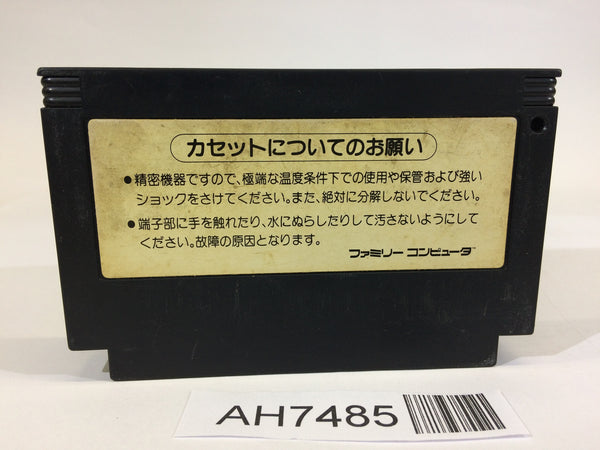 カセットについてのお願い
●精密機器ですので、極端な温度条件下での使用や保管および強い
ショックをさけてください。また、絶対に分解しないでください。
●端子部に手を触れたり、水にぬらしたりして汚さないようにして
ください。故障の原因となります。
ファミリーコンピュータ™
AH7485